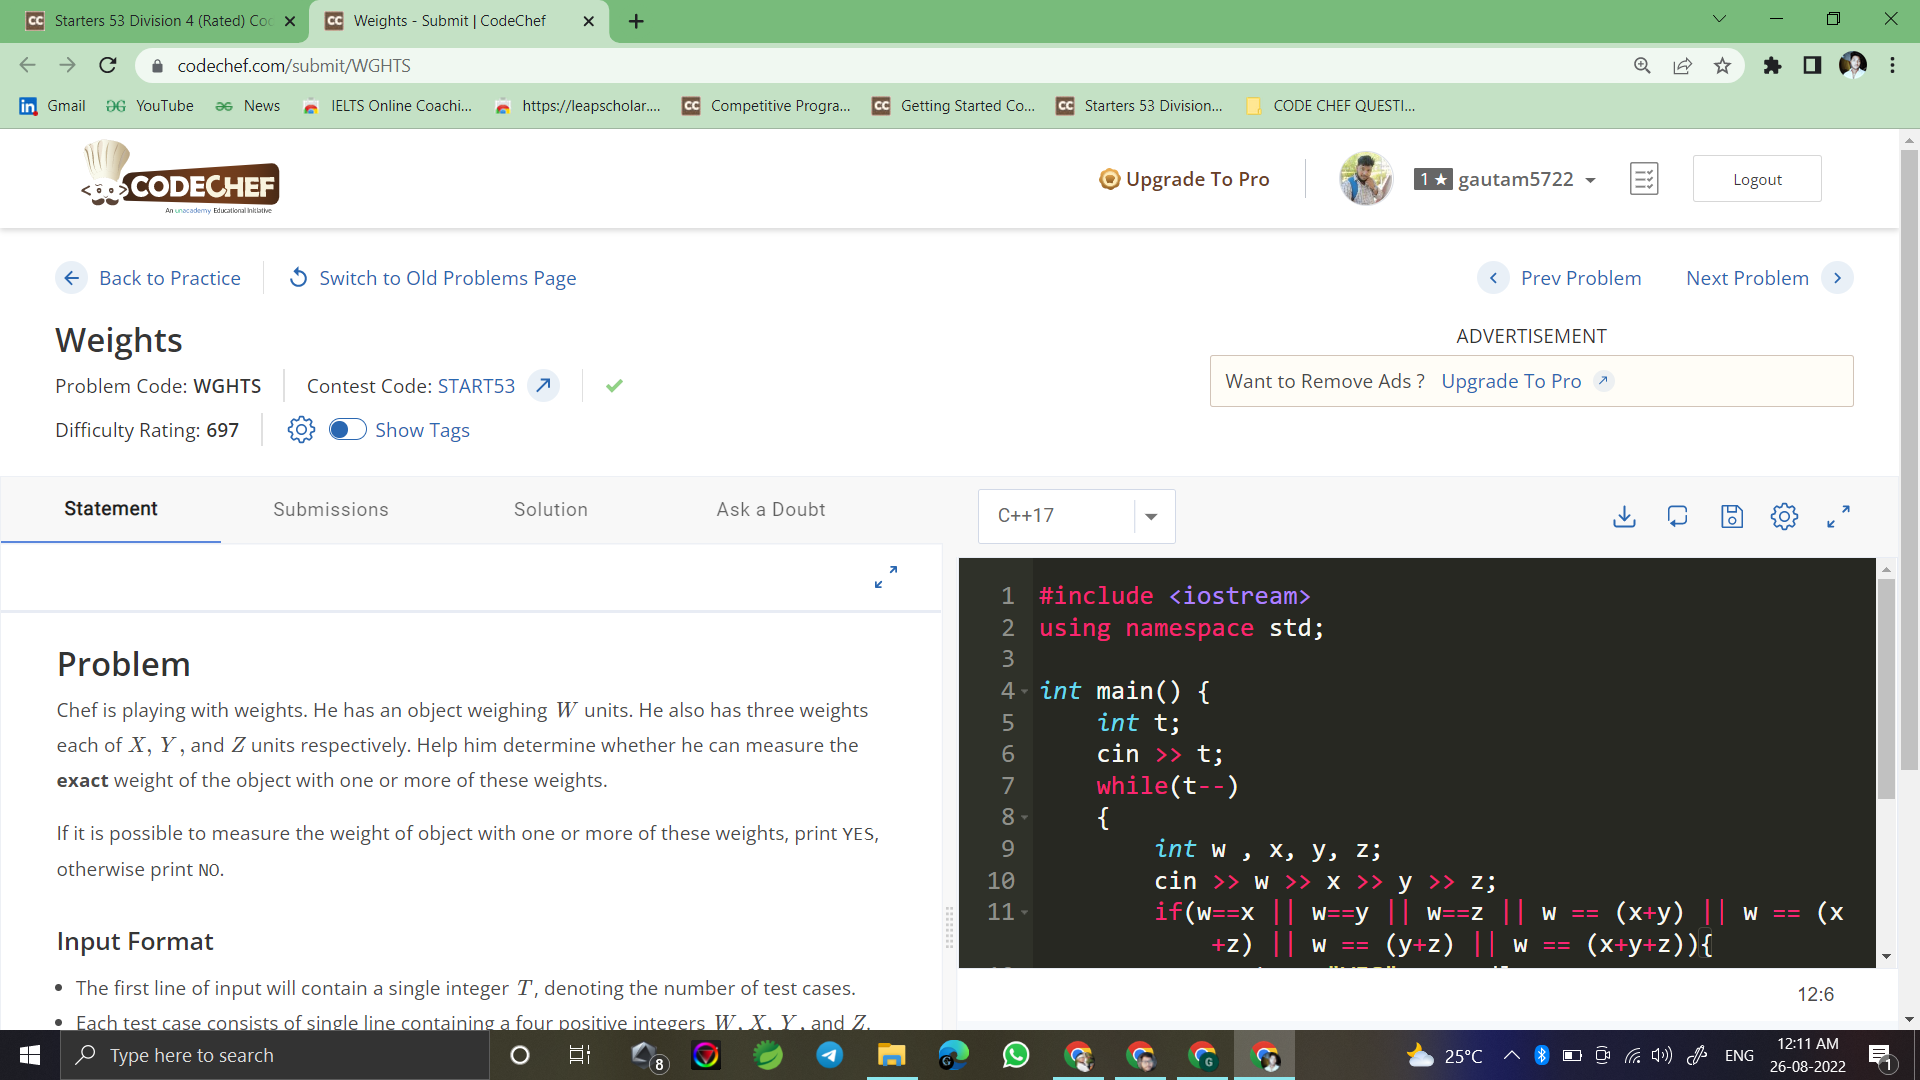 Starters 53 Division 4 (Rated) Co
Weights - Submit | CodeChef
codechef.com/submit/WGHTS
Gmail YouTube News IELTS Online Coachi... https://leapscholar.... Competitive Progra... Getting Started Co... Starters 53 Division... CODE CHEF QUESTI...
CODECHEF
An unacademy Educational Initiative
Upgrade To Pro
1★ gautam5722
Logout
Back to Practice
Switch to Old Problems Page
Prev Problem
Next Problem
Weights
ADVERTISEMENT
Problem Code: WGHTS
Contest Code: START53
Want to Remove Ads ? Upgrade To Pro
Difficulty Rating: 697
Show Tags
Statement Submissions Solution Ask a Doubt
C++17
Problem
Chef is playing with weights. He has an object weighing W units. He also has three weights
each of X, Y, and Z units respectively. Help him determine whether he can measure the
exact weight of the object with one or more of these weights.
If it is possible to measure the weight of object with one or more of these weights, print YES,
otherwise print NO.
Input Format
• The first line of input will contain a single integer T, denoting the number of test cases.
• Each test case consists of single line containing a four positive integers W, X, Y, and Z.
1 #include <iostream>
2 using namespace std;
3
4 int main() {
5 int t;
6 cin >> t;
7 while(t--)
8 {
9 int w , x, y, z;
10 cin >> w >> x >> y >> z;
11 if(w==x || w==y || w==z || w == (x+y) || w == (x
+z) || w == (y+z) || w == (x+y+z)){
12:6
Type here to search
8
25°C
ENG
12:11 AM
26-08-2022
1